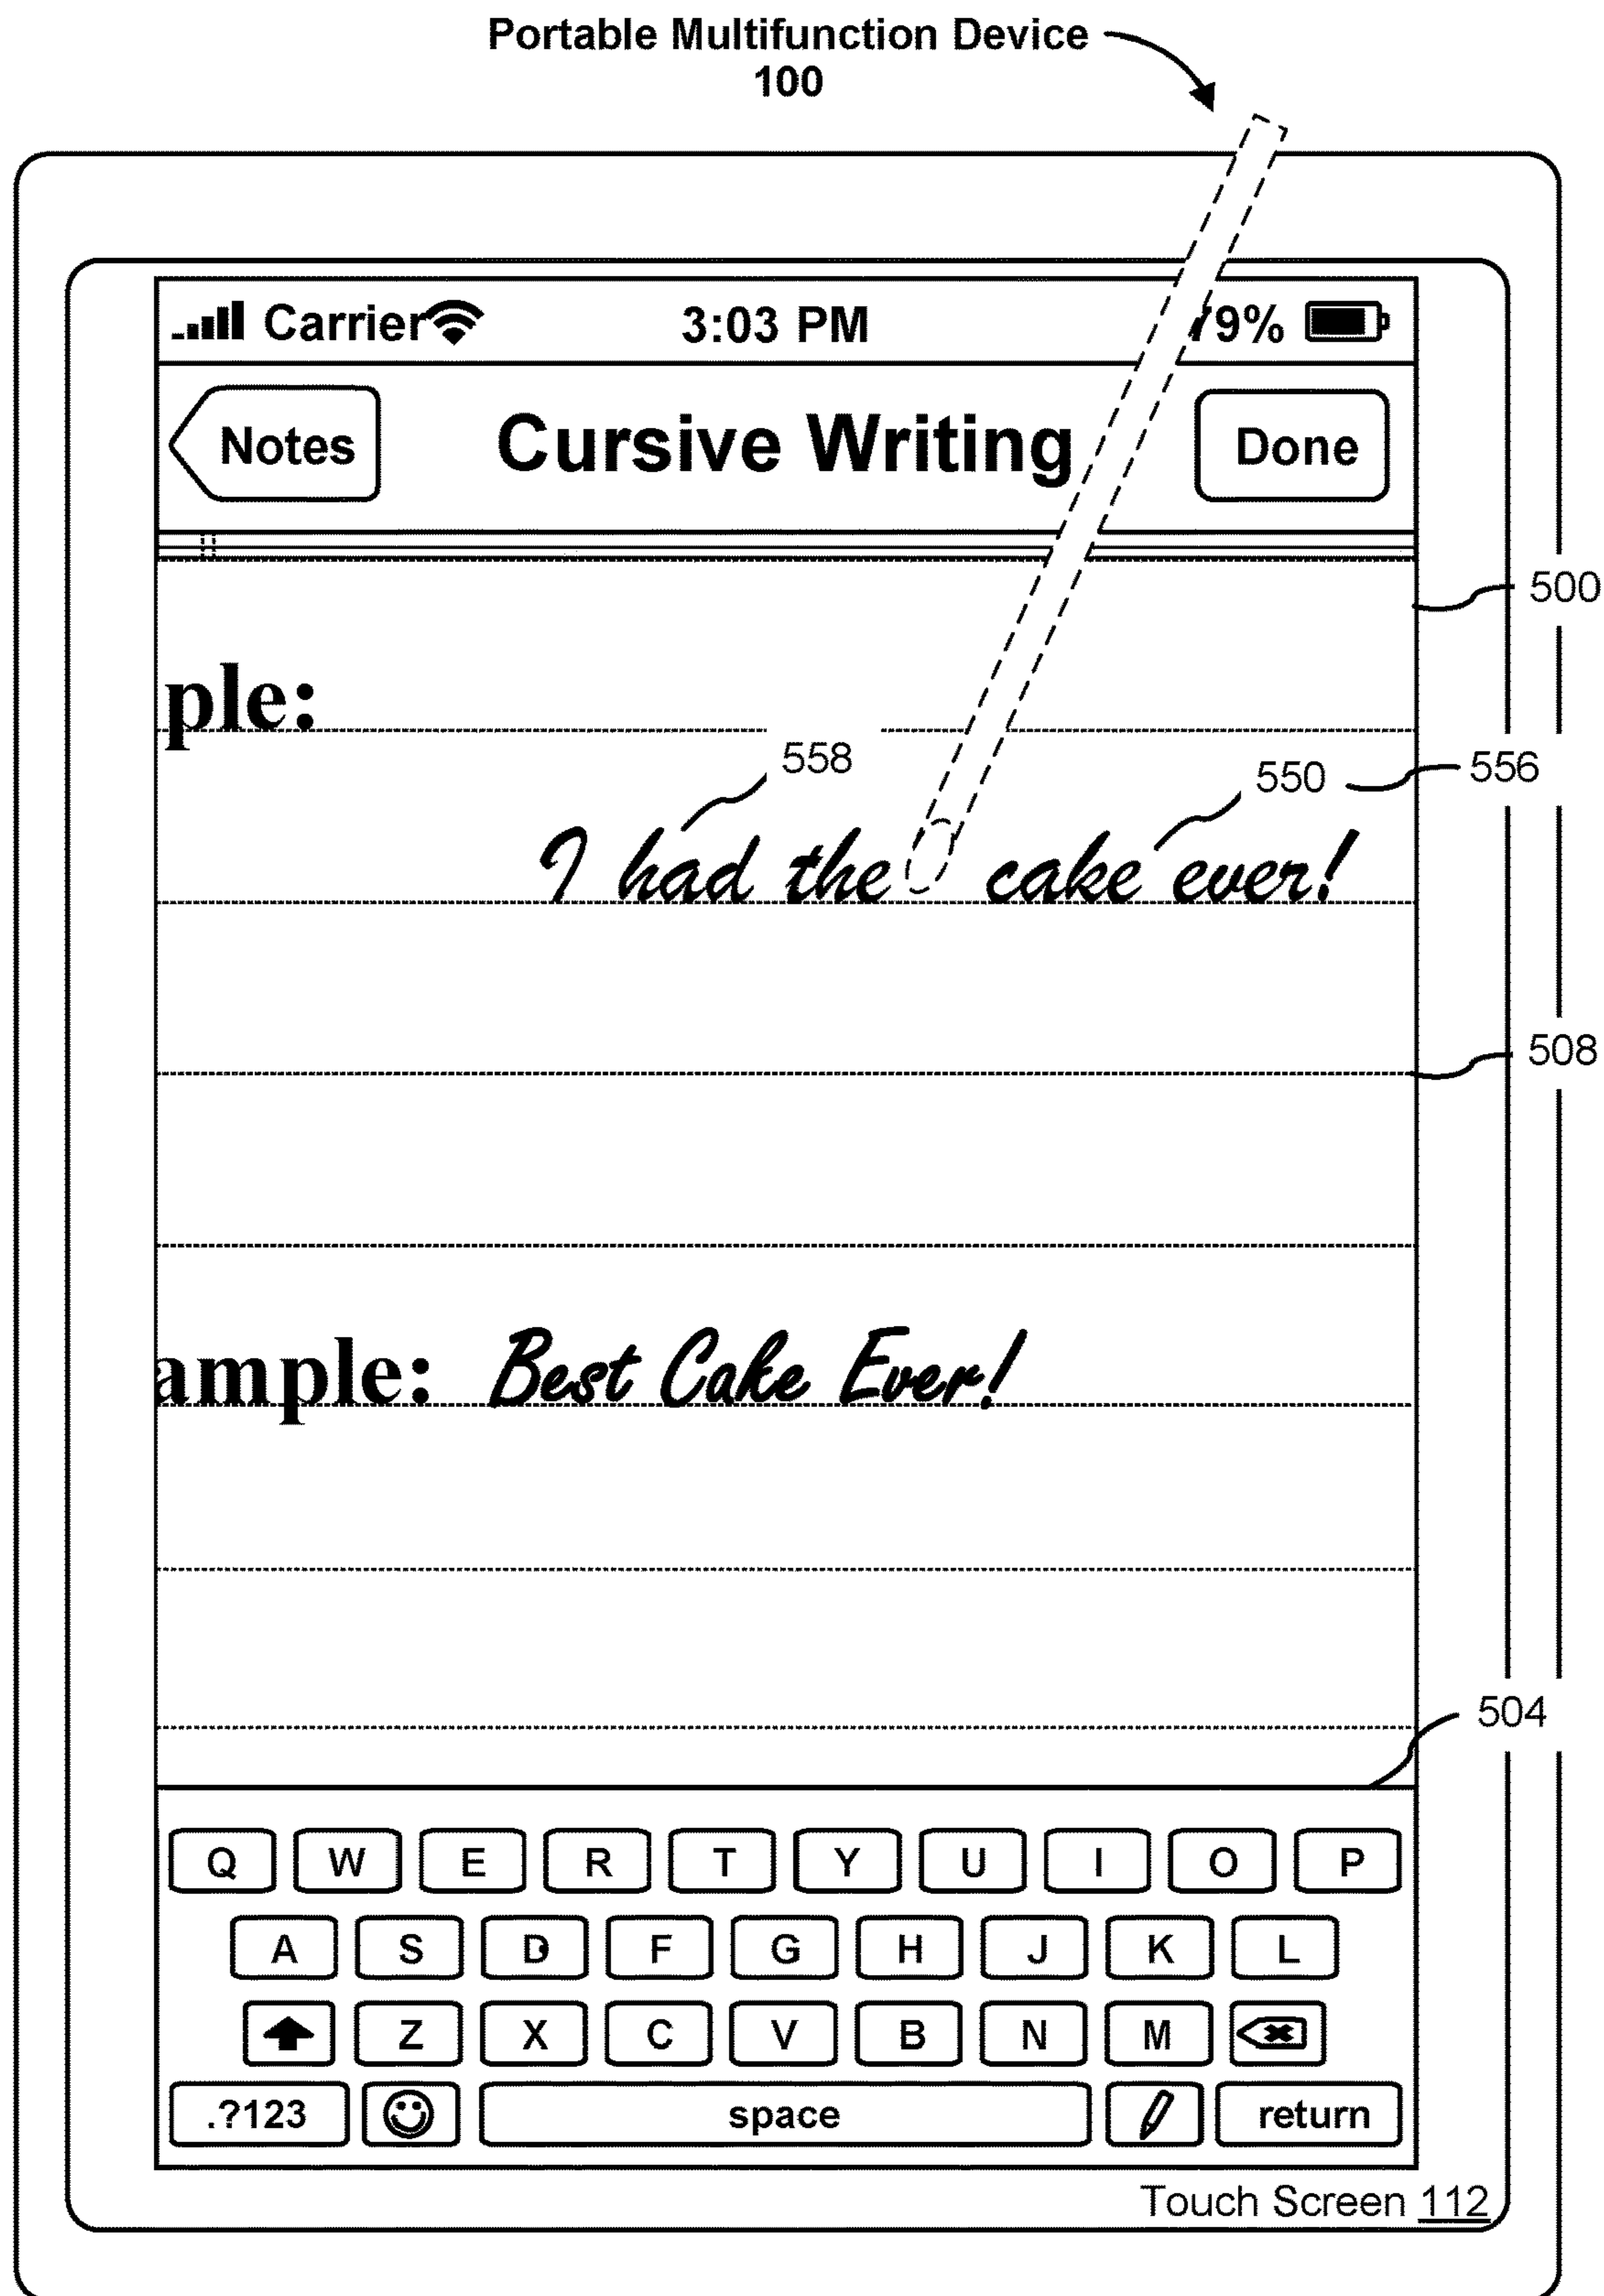 Portable Multifunction Device
100
Carrier 3:03 PM 79%
Notes Cursive Writing Done
500
ple:
558 550 556
I had the cake ever!
508
ample: Best Cake Ever!
504
Q W E R T Y U I O P
A S D F G H J K L
Z X C V B N M
.?123 space return
Touch Screen 112